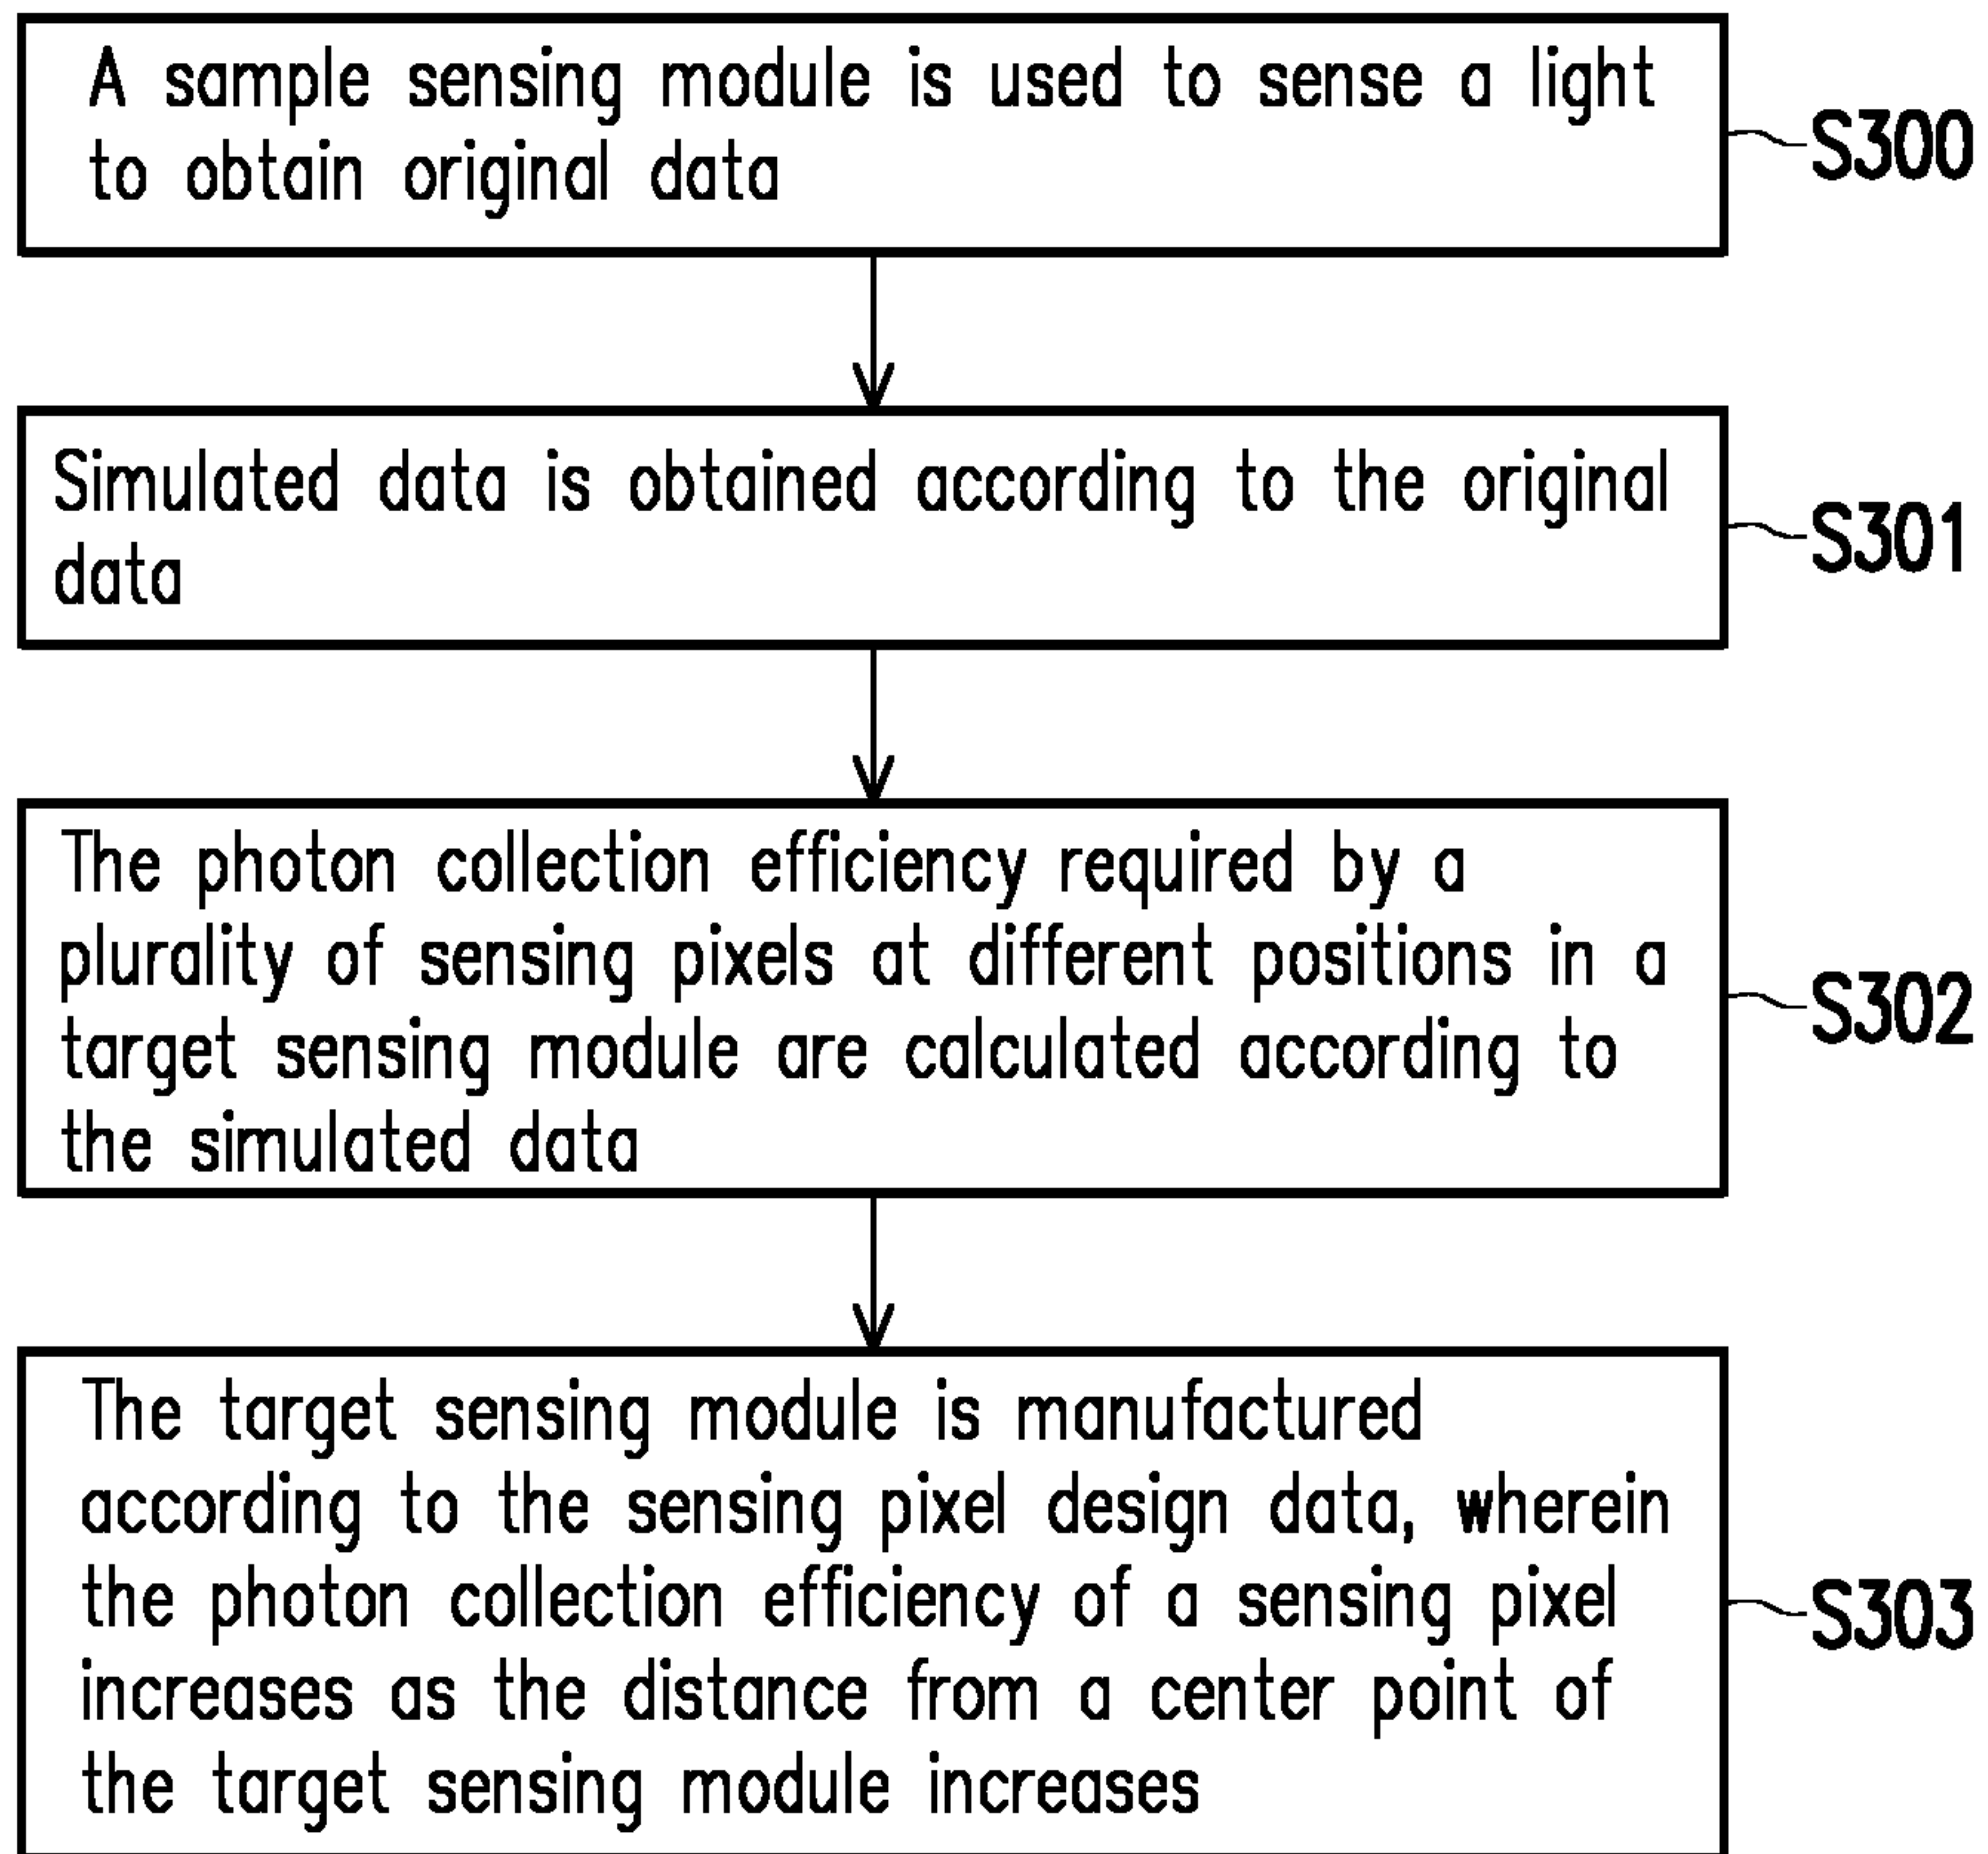 A sample sensing module is used to sense a light
to obtain original data
S300
Simulated data is obtained according to the original
data
S301
The photon collection efficiency required by a
plurality of sensing pixels at different positions in a
target sensing module are calculated according to
the simulated data
S302
The target sensing module is manufactured
according to the sensing pixel design data, wherein
the photon collection efficiency of a sensing pixel
increases as the distance from a center point of
the target sensing module increases
S303